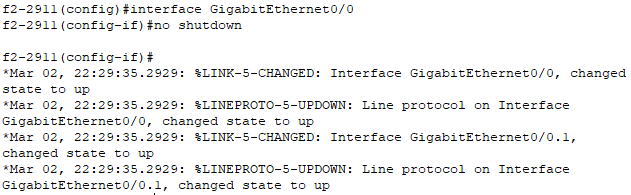 f2-2911(config)#interface GigabitEthernet0/0
f2-2911(config-if)#no shutdown
f2-2911(config-if)#
*Mar 02, 22:29:35.2929: %LINK-5-CHANGED: Interface GigabitEthernet0/0, changed
state to up
*Mar 02, 22:29:35.2929: %LINEPROTO-5-UPDOWN: Line protocol on Interface
GigabitEthernet0/0, changed state to up
*Mar 02, 22:29:35.2929: %LINK-5-CHANGED: Interface GigabitEthernet0/0.1,
changed state to up
*Mar 02, 22:29:35.2929: %LINEPROTO-5-UPDOWN: Line protocol on Interface
GigabitEthernet0/0.1, changed state to up